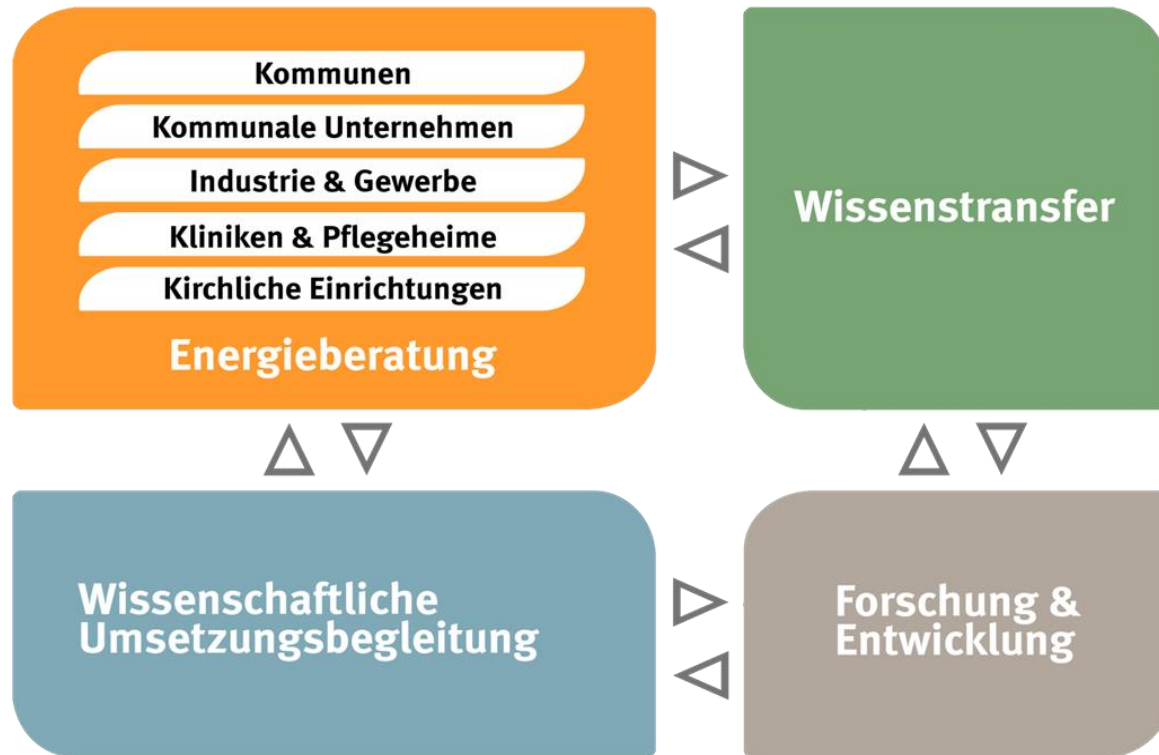 Kommunen
Kommunale Unternehmen
Industrie & Gewerbe
Kliniken & Pflegeheime
Kirchliche Einrichtungen
Energieberatung
Wissenstransfer
Wissenschaftliche
Umsetzungsbegleitung
Forschung &
Entwicklung